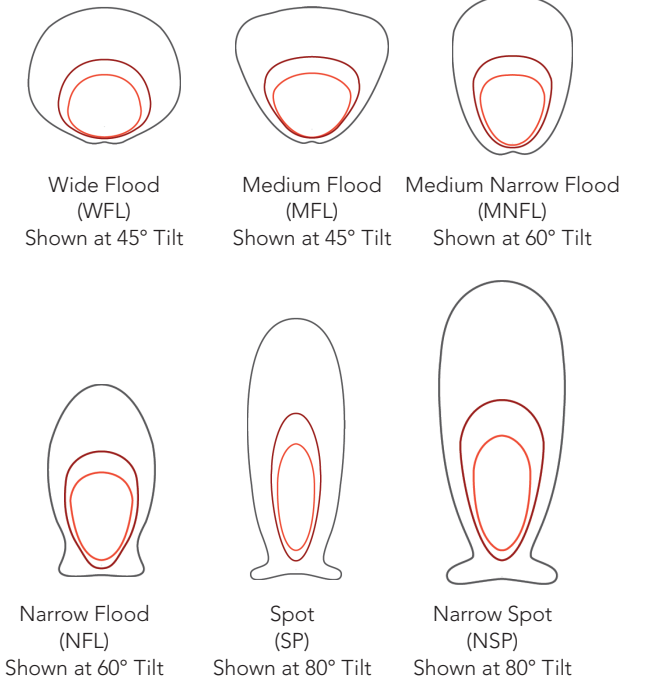 Wide Flood
(WFL)
Shown at 45° Tilt
Medium Flood
(MFL)
Shown at 45° Tilt
Medium Narrow Flood
(MNFL)
Shown at 60° Tilt
Narrow Flood
(NFL)
Shown at 60° Tilt
Spot
(SP)
Shown at 80° Tilt
Narrow Spot
(NSP)
Shown at 80° Tilt